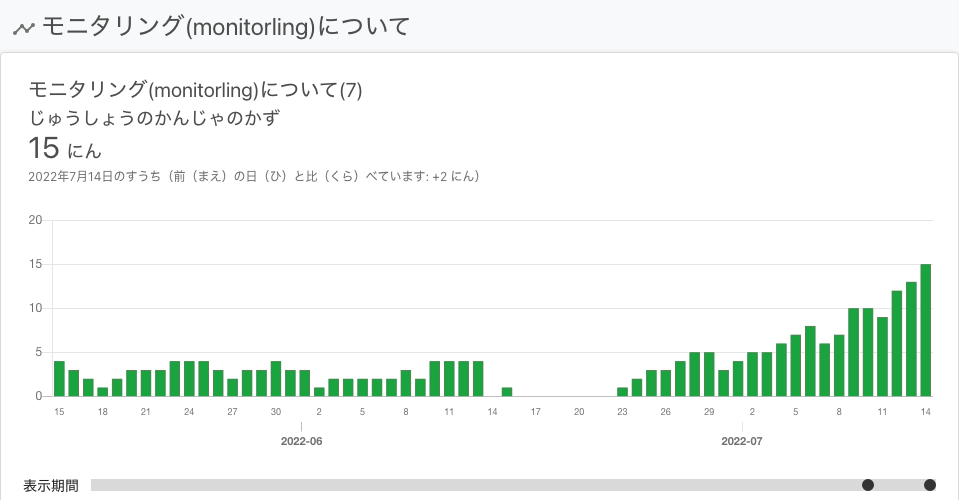 モニタリング(monitorling)について
モニタリング(monitorling)について(7)
じゅうしょうのかんじゃのかず
15 にん
2022年7月14日のすうち（前（まえ）の日（ひ）と比（くら）べています: +2 にん）
20
15
10
5
0
15 18 21 24 27 30 2 5 8 11 14 17 20 23 26 29 2 5 8 11 14
2022-06 2022-07
表示期間